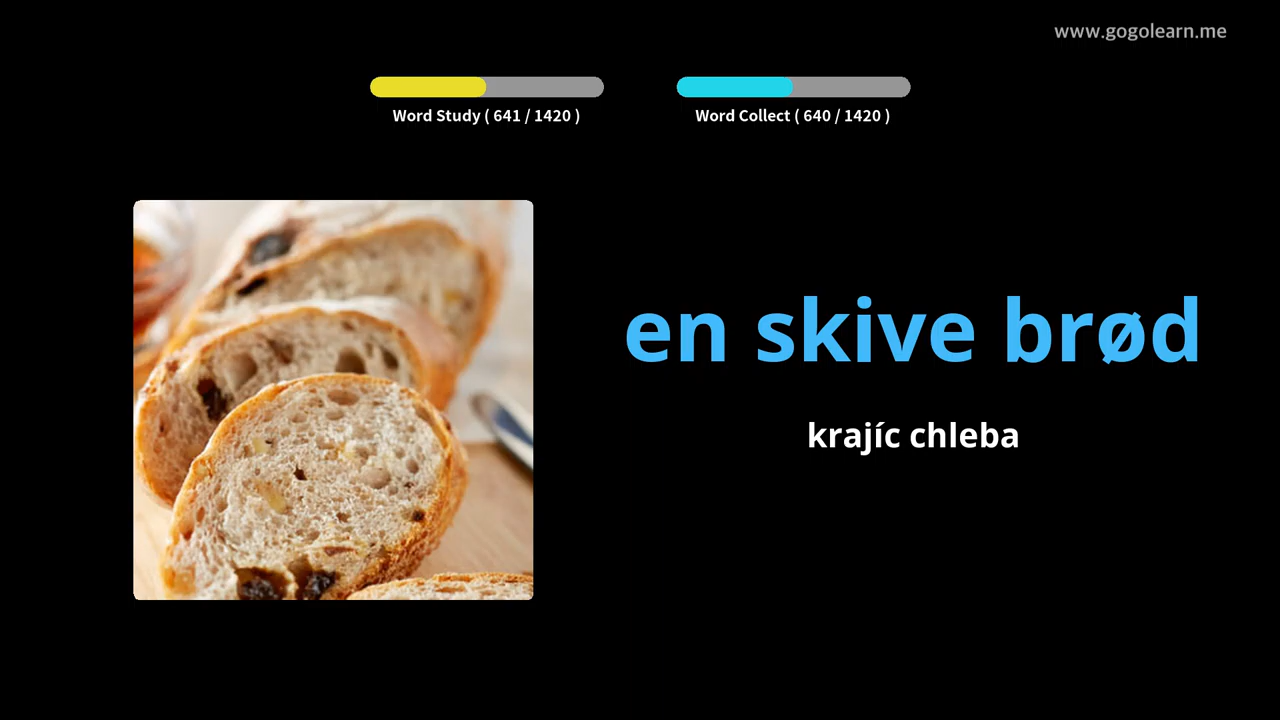 www.gogolearn.me
Word Study ( 641 / 1420 )
Word Collect ( 640 / 1420 )
en skive brød
krajíc chleba